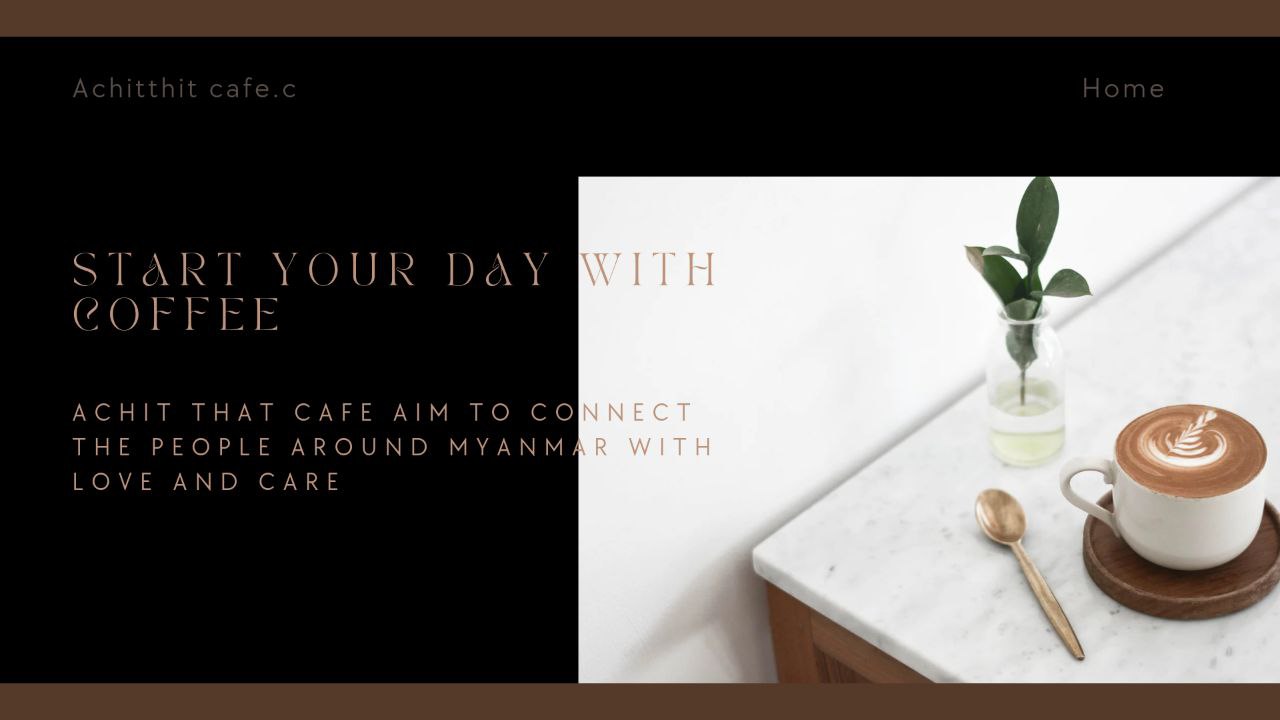 Achitthit cafe.c
Home
START YOUR DAY WITH
COFFEE
ACHIT THAT CAFE AIM TO CONNECT
THE PEOPLE AROUND MYANMAR WITH
LOVE AND CARE